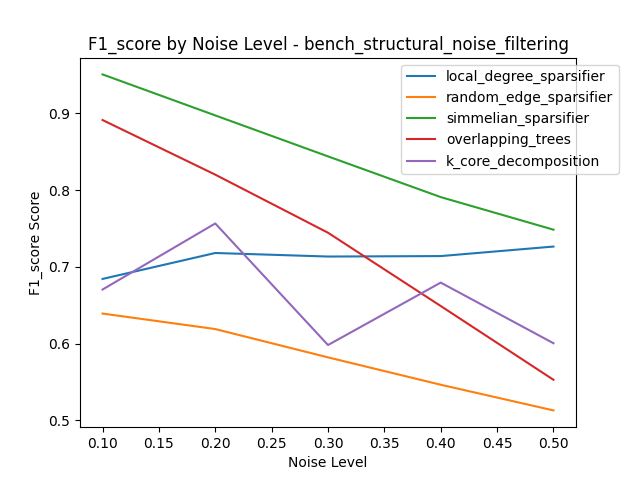 F1_score by Noise Level - bench_structural_noise_filtering
local_degree_sparsifier
random_edge_sparsifier
simmelian_sparsifier
overlapping_trees
k_core_decomposition
F1_score Score
0.9
0.8
0.7
0.6
0.5
0.10 0.15 0.20 0.25 0.30 0.35 0.40 0.45 0.50
Noise Level